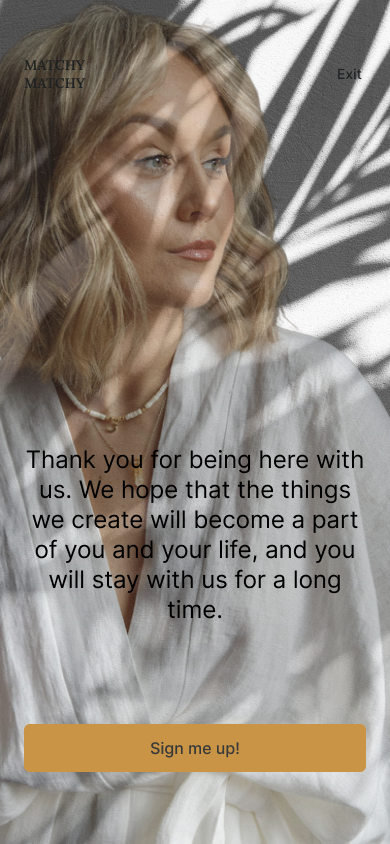 MATCHY
MATCHY
Exit
Thank you for being here with
us. We hope that the things
we create will become a part
of you and your life, and you
will stay with us for a long
time.
Sign me up!